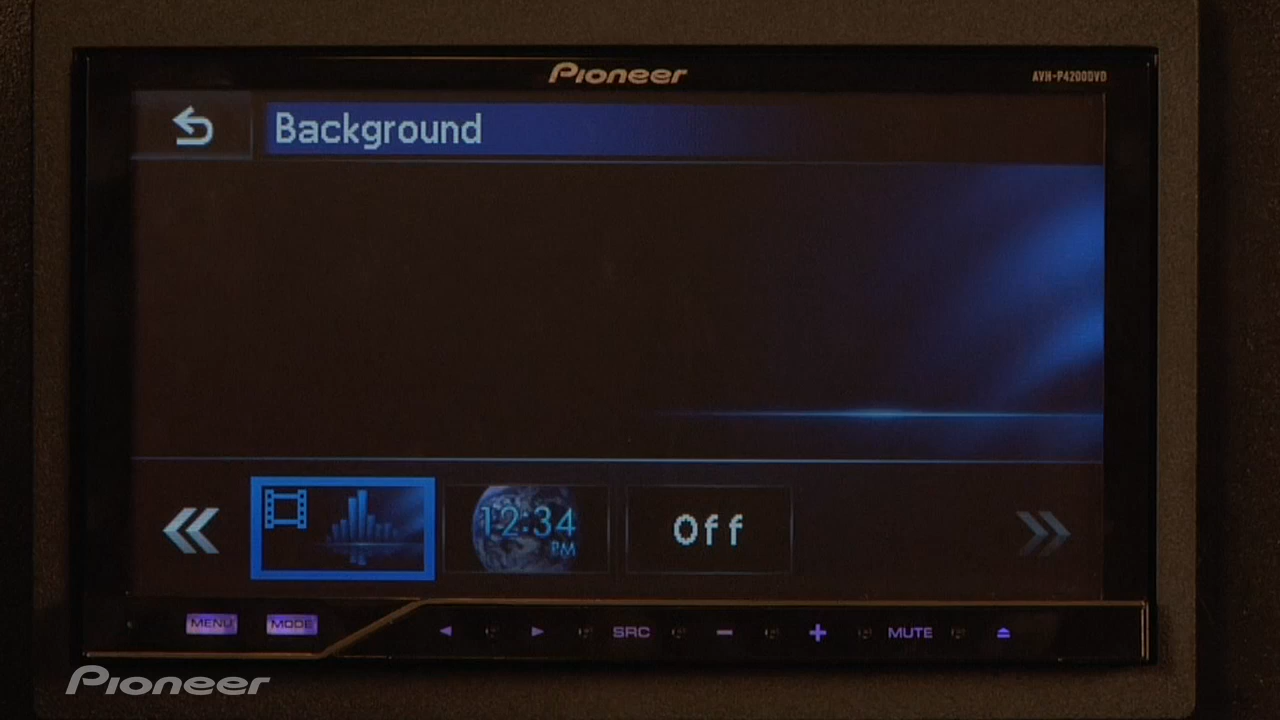 Pioneer
AVH-P4200DVD
Background
12:34
PM
Off
MENU
MODE
SRC
MUTE
Pioneer